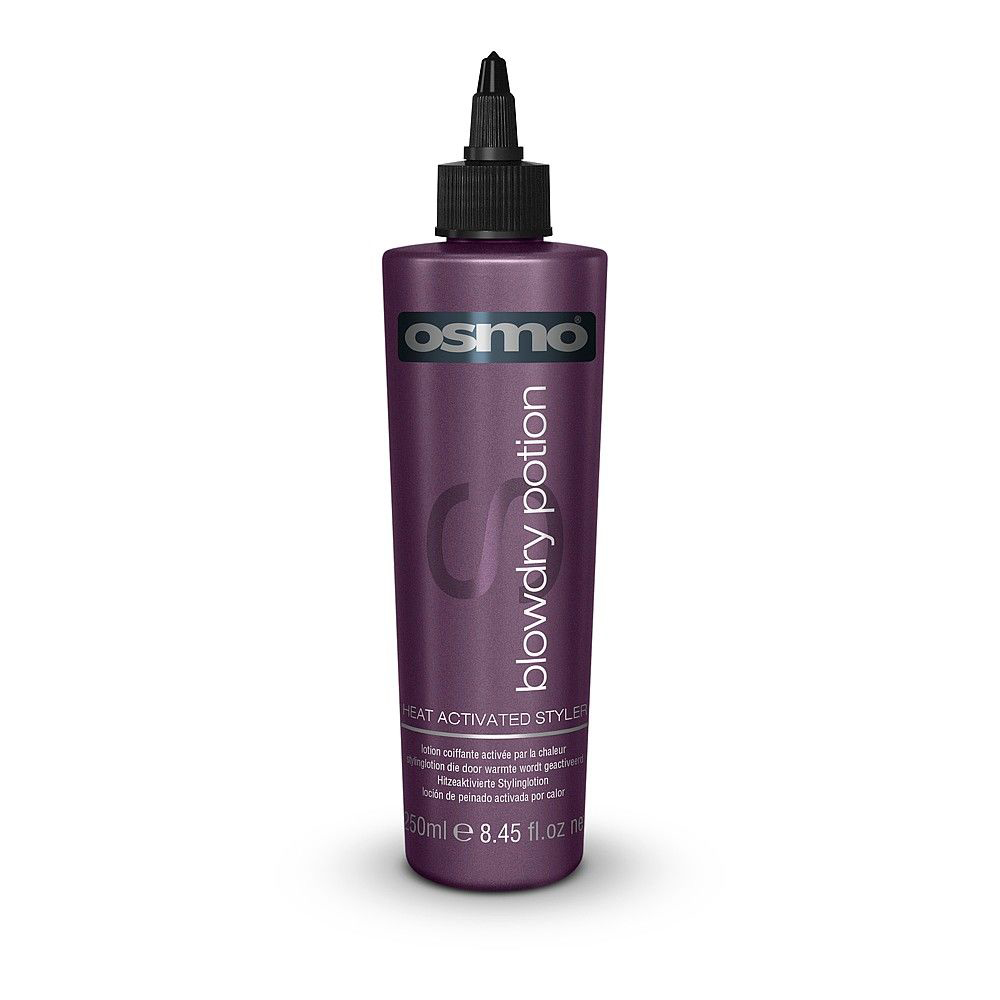 osmo®
blowdry potion
HEAT ACTIVATED STYLER
lotion coiffante activée par la chaleur
stylinglotion die door warmte wordt geactiveerd
Hitzeaktivierte Stylinglotion
loción de peinado activada por calor
250ml e 8.45 fl.oz ne